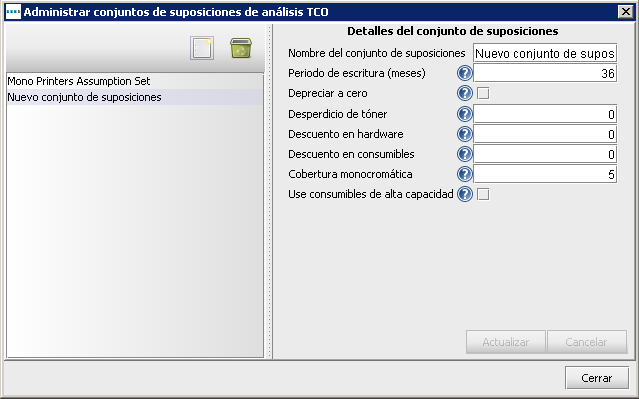 Administrar conjuntos de suposiciones de análisis TCO
Mono Printers Assumption Set
Nuevo conjunto de suposiciones
Detalles del conjunto de suposiciones
Nombre del conjunto de suposiciones Nuevo conjunto de supos
Periodo de escritura (meses) ? 36
Depreciar a cero ?
Desperdicio de tóner ? 0
Descuento en hardware ? 0
Descuento en consumibles ? 0
Cobertura monocromática ? 5
Use consumibles de alta capacidad ?
Actualizar Cancelar
Cerrar